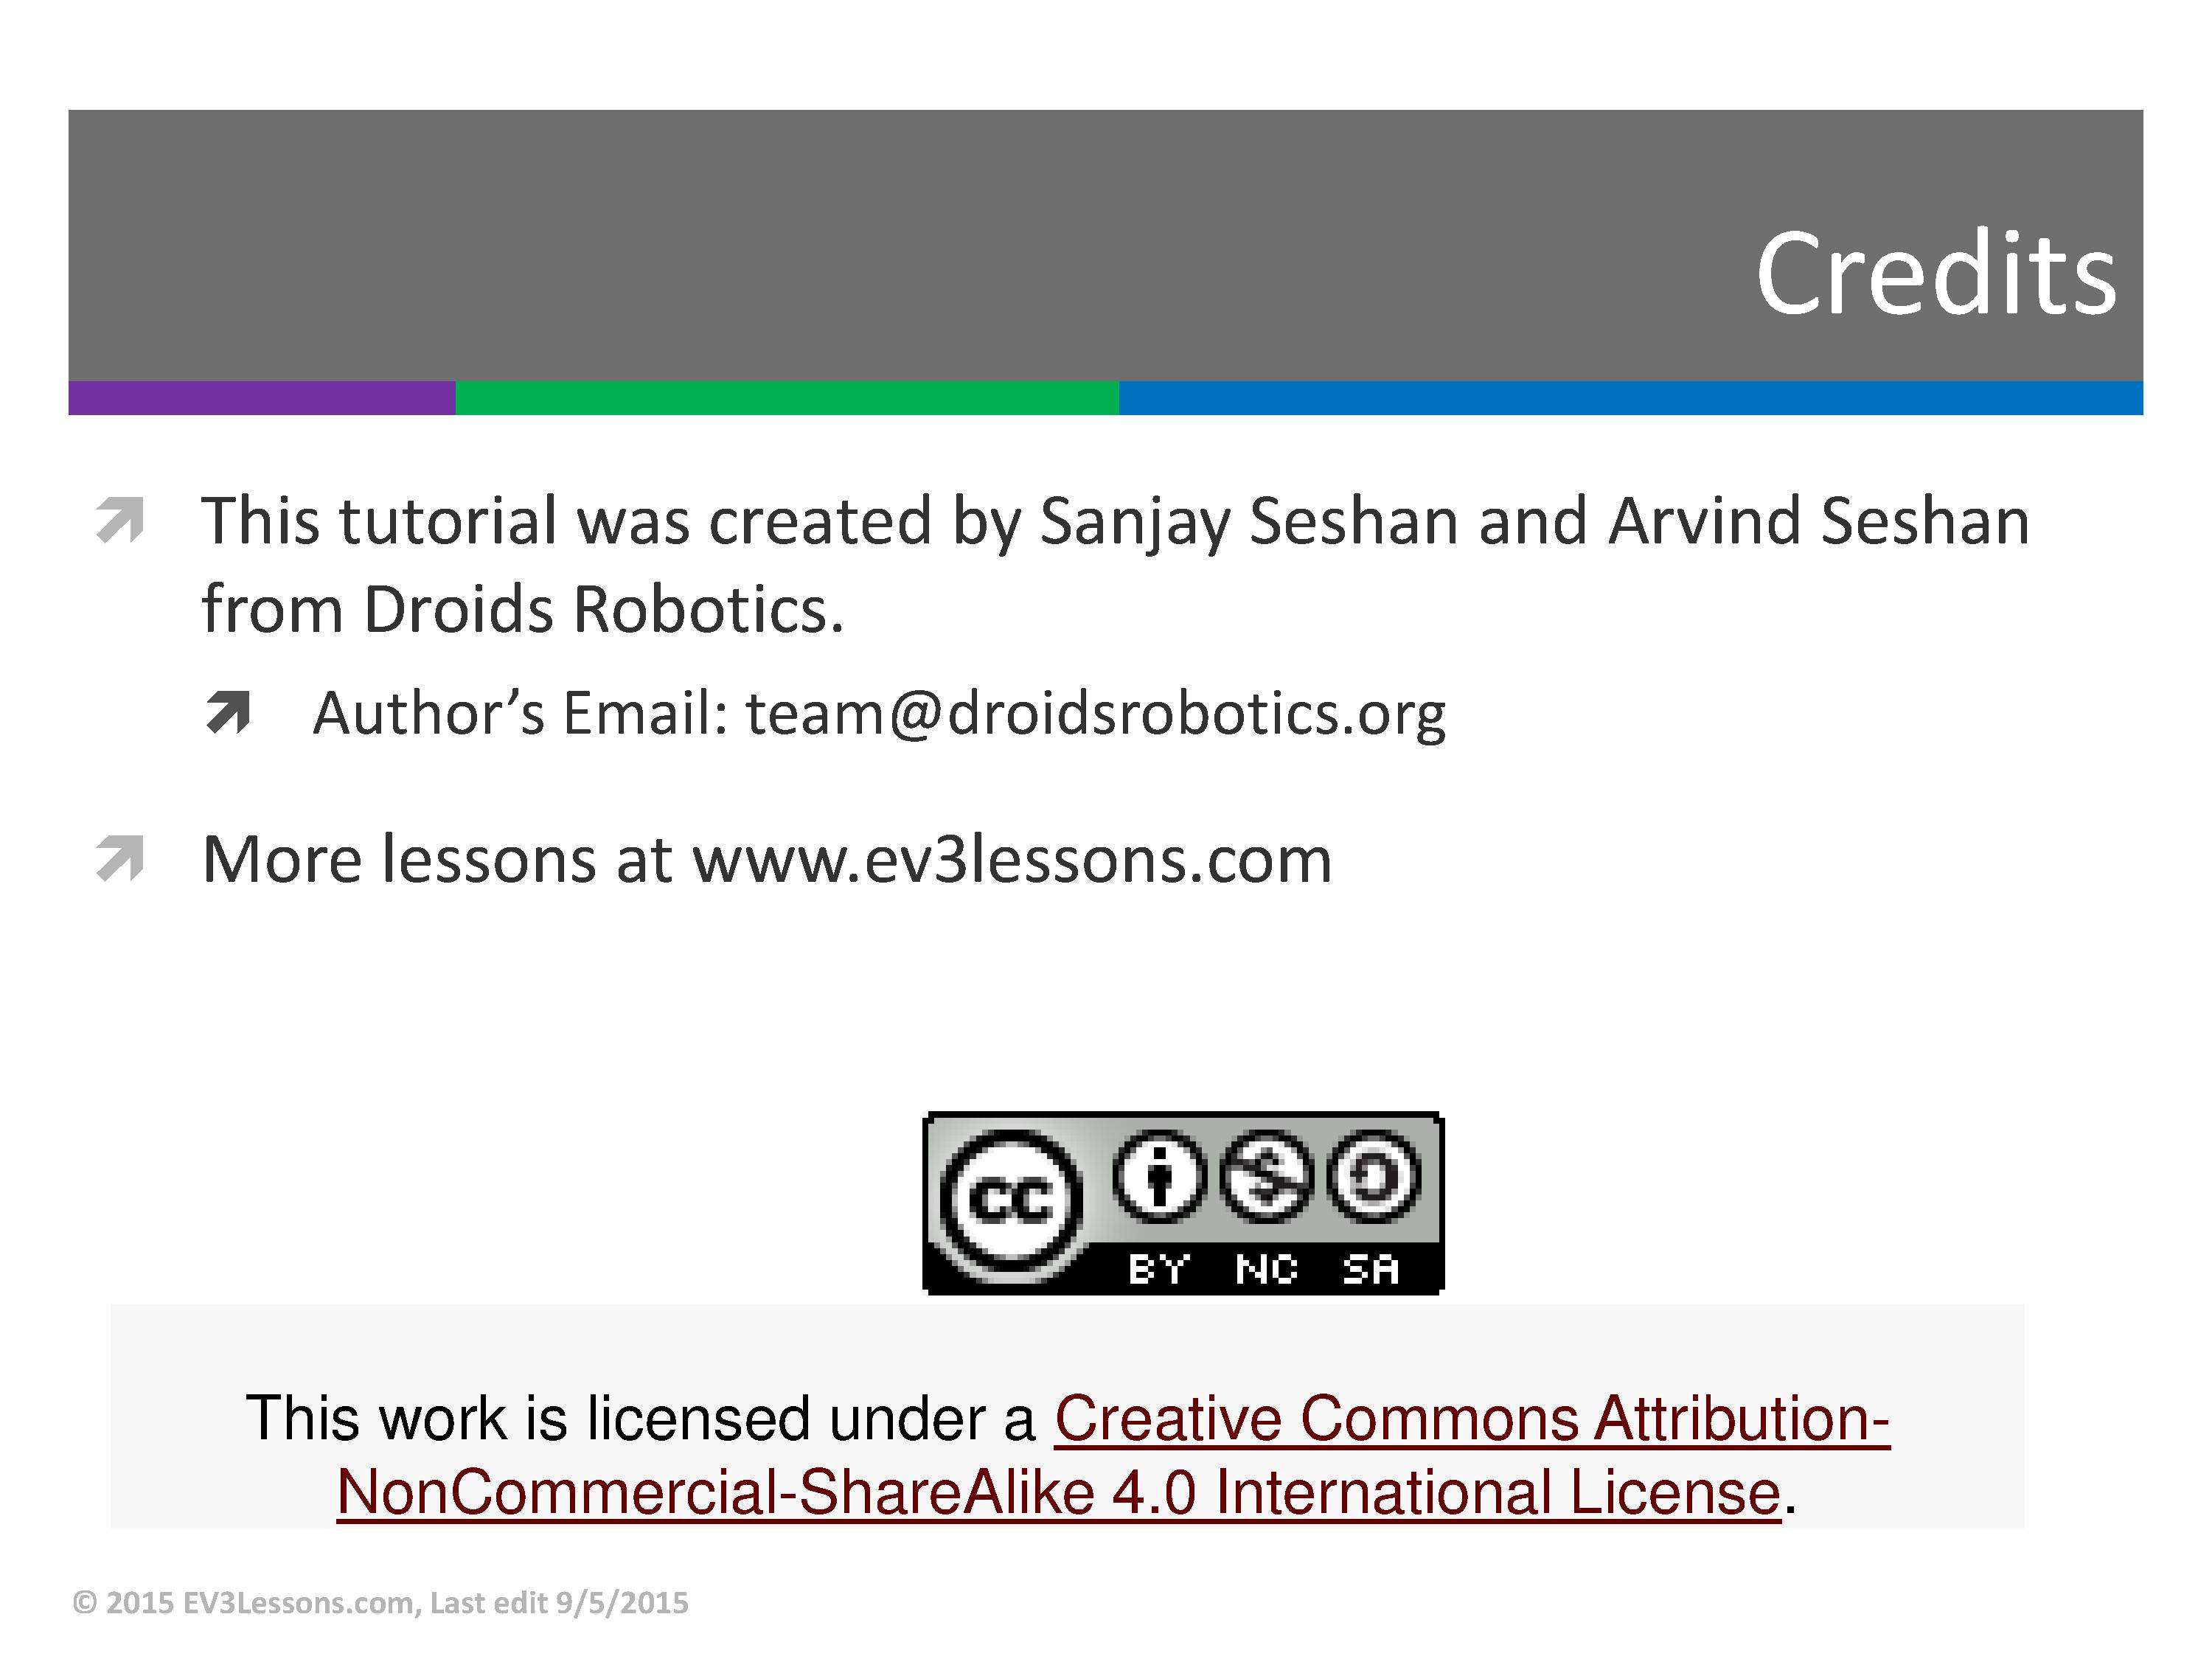 Credits
This tutorial was created by Sanjay Seshan and Arvind Seshan
from Droids Robotics.
Author’s Email: team@droidsrobotics.org
More lessons at www.ev3lessons.com
cc
BY NC SA
This work is licensed under a Creative Commons Attribution-
NonCommercial-ShareAlike 4.0 International License.
© 2015 EV3Lessons.com, Last edit 9/5/2015